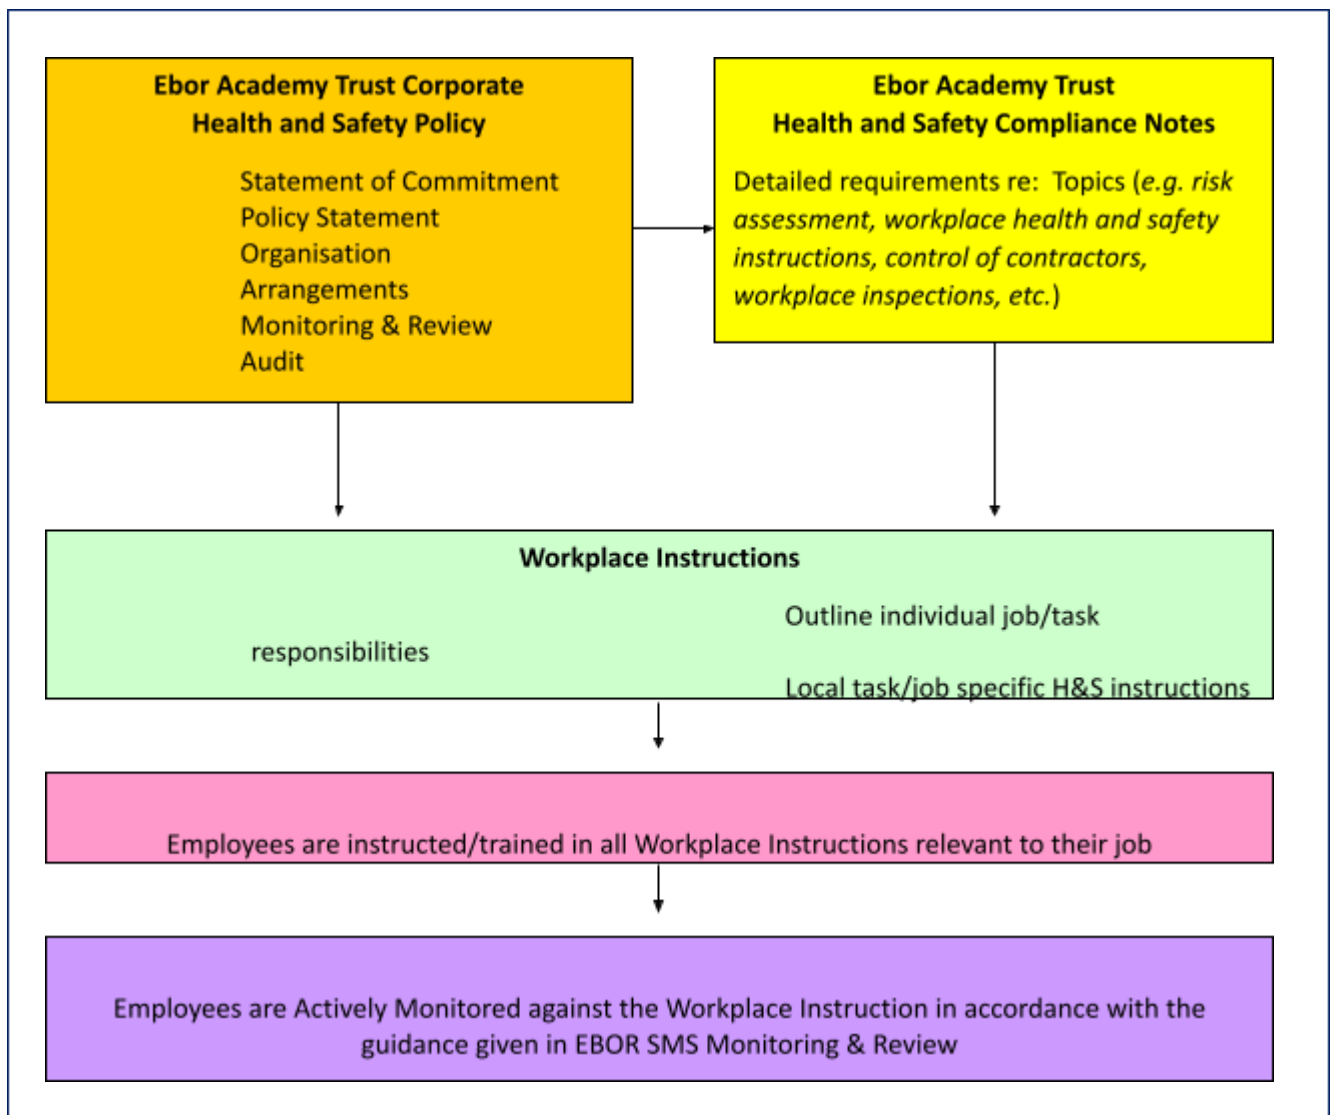 Ebor Academy Trust Corporate
Health and Safety Policy
Statement of Commitment
Policy Statement
Organisation
Arrangements
Monitoring & Review
Audit
Ebor Academy Trust
Health and Safety Compliance Notes
Detailed requirements re:  Topics (e.g. risk
assessment, workplace health and safety
instructions, control of contractors,
workplace inspections, etc.)
Workplace Instructions
Outline individual job/task
responsibilities
Local task/job specific H&S instructions
Employees are instructed/trained in all Workplace Instructions relevant to their job
Employees are Actively Monitored against the Workplace Instruction in accordance with the
guidance given in EBOR SMS Monitoring & Review